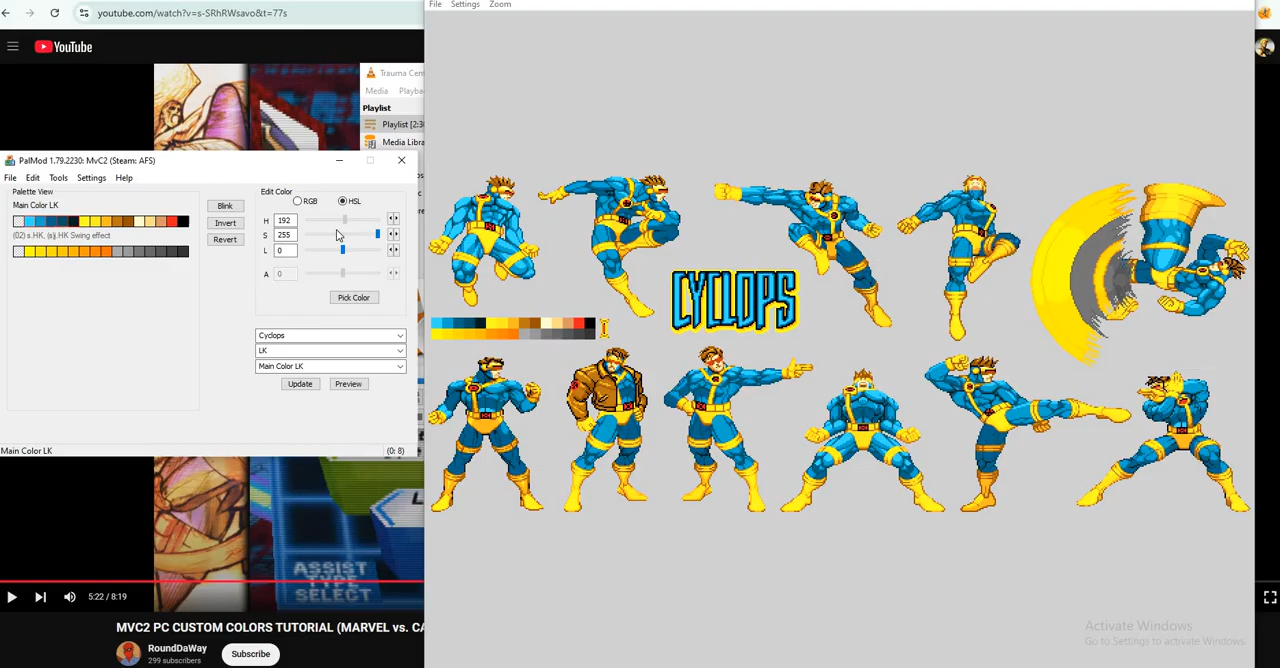 youtube.com/watch?v=s-SRhRWsavo&t=77s
YouTube
File Settings Zoom
Trauma Cen
Media Playba
Playlist
Playlist [2:3
Media Libra
PalMod 1.79.2230: MvC2 (Steam: AFS)
File Edit Tools Settings Help
Palette View
Main Color LK
(02) s.HK, (s)j.HK Swing effect
Blink
Invert
Revert
Edit Color
RGB HSL
H 192
S 255
L 0
A 0
Pick Color
Cyclops
LK
Main Color LK
Update Preview
Main Color LK (0: 8)
CYCLOPS
ASSIST
TYPE
SELECT
5:22 / 8:19
MVC2 PC CUSTOM COLORS TUTORIAL (MARVEL vs. CA
RoundDaWay
299 subscribers
Subscribe
Activate Windows
Go to Settings to activate Windows.